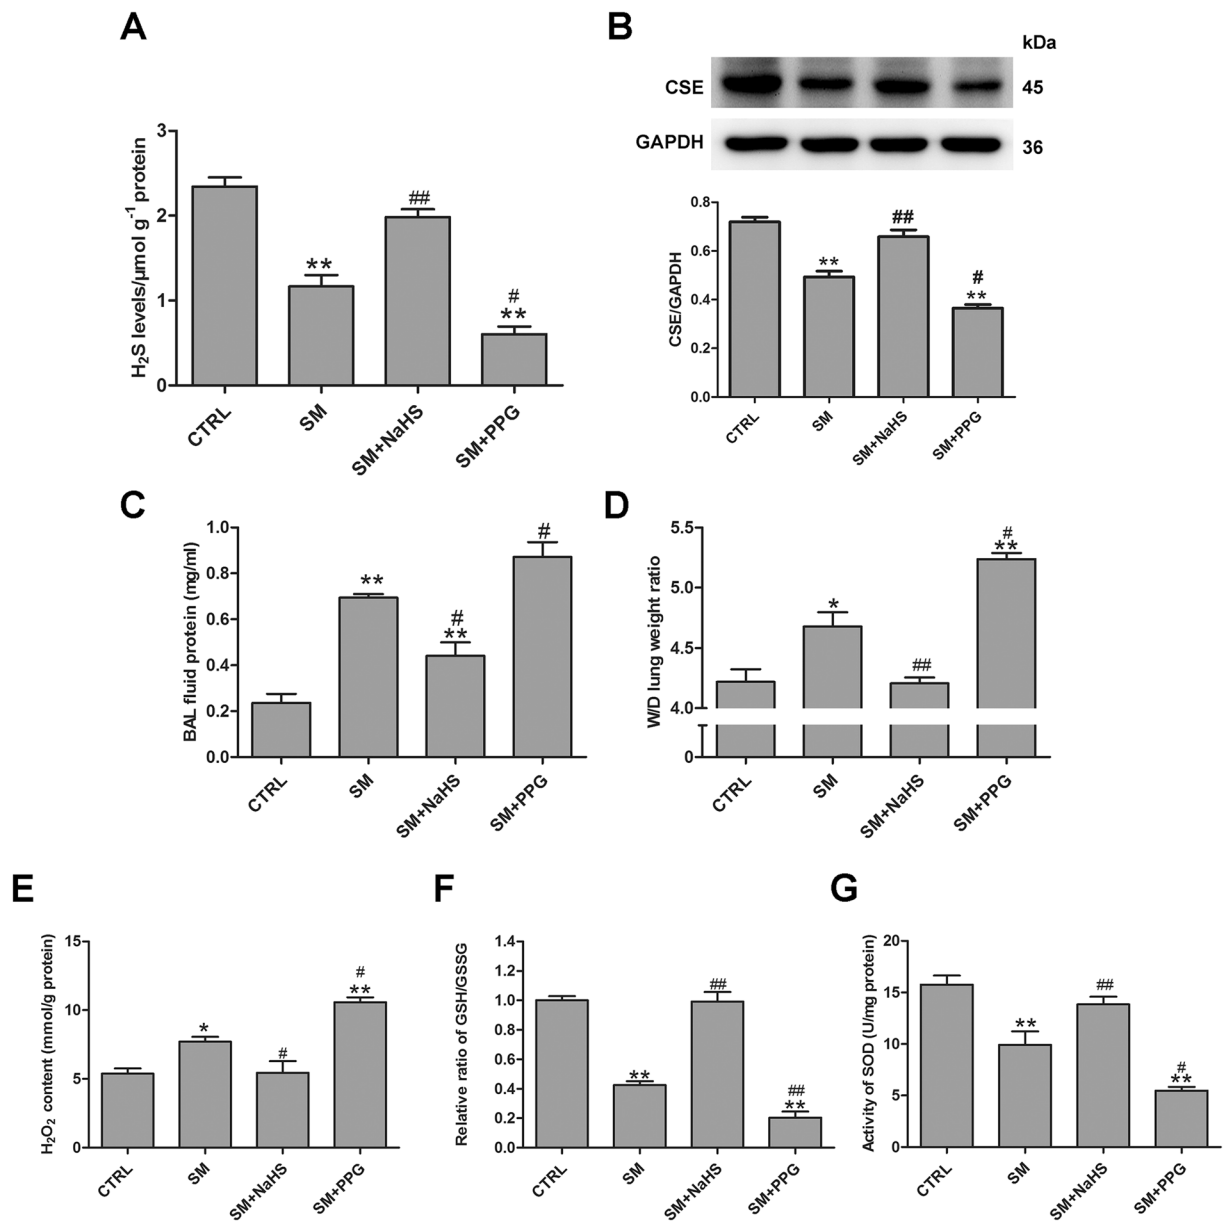 A
H₂S levels/μmol g⁻¹ protein
3
2
1
0
**
##
#
**
CTRL
SM
SM+NaHS
SM+PPG
B
kDa
CSE
45
GAPDH
36
CSE/GAPDH
0.8
0.6
0.4
0.2
0.0
**
##
#
**
CTRL
SM
SM+NaHS
SM+PPG
C
BAL fluid protein (mg/ml)
1.0
0.8
0.6
0.4
0.2
0.0
**
#
**
#
CTRL
SM
SM+NaHS
SM+PPG
D
W/D lung weight ratio
5.5
5.0
4.5
4.0
0
*
##
#
**
CTRL
SM
SM+NaHS
SM+PPG
E
H₂O₂ content (mmol/g protein)
15
10
5
0
*
#
#
**
CTRL
SM
SM+NaHS
SM+PPG
F
Relative ratio of GSH/GSSG
1.4
1.2
1.0
0.8
0.6
0.4
0.2
0.0
**
##
##
**
CTRL
SM
SM+NaHS
SM+PPG
G
Activity of SOD (U/mg protein)
20
15
10
5
0
**
##
#
**
CTRL
SM
SM+NaHS
SM+PPG